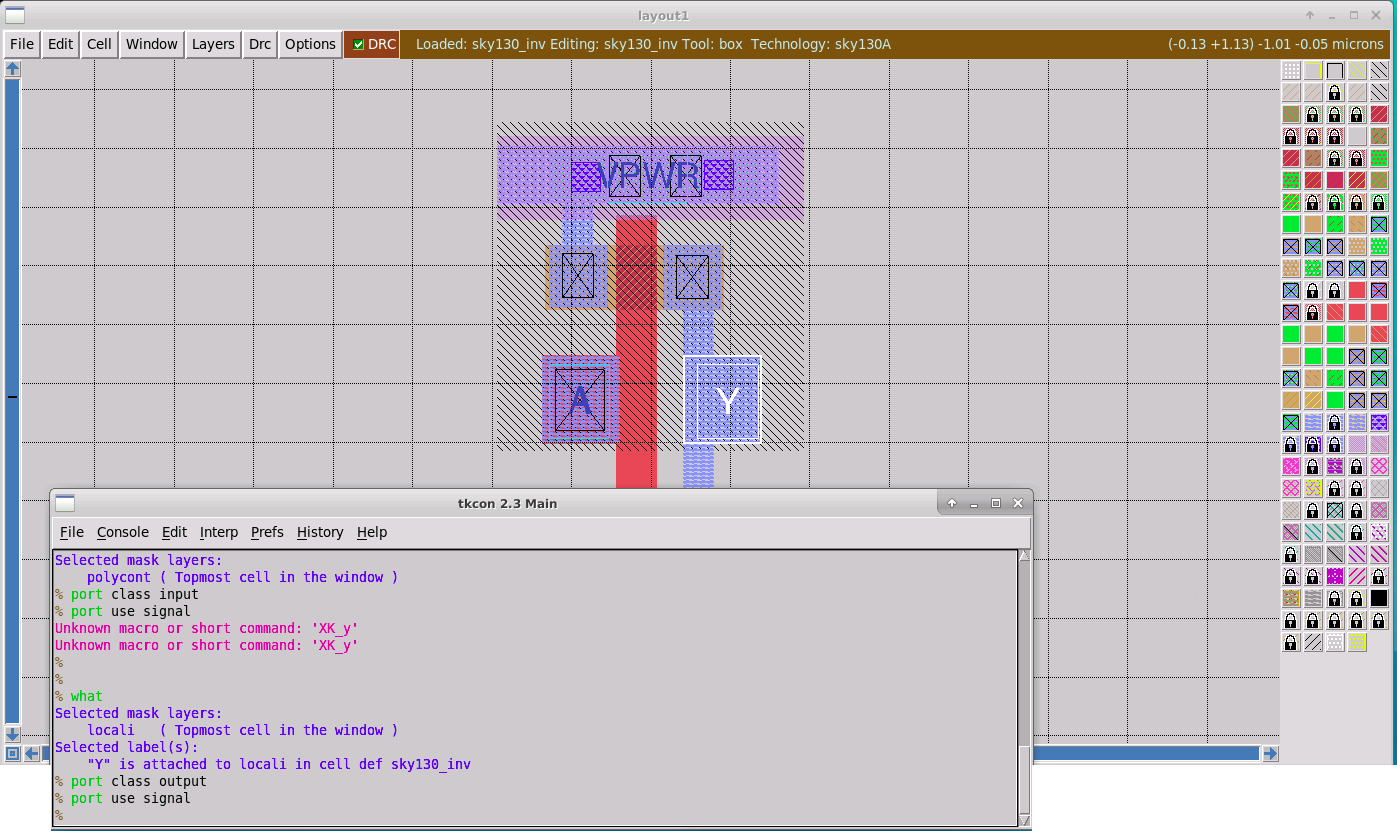 layout1
File Edit Cell Window Layers Drc Options DRC Loaded: sky130_inv Editing: sky130_inv Tool: box Technology: sky130A (-0.13 +1.13) -1.01 -0.05 microns
VPWR
A Y
tkcon 2.3 Main
File Console Edit Interp Prefs History Help
Selected mask layers:
polycont ( Topmost cell in the window )
% port class input
% port use signal
Unknown macro or short command: 'XK_y'
Unknown macro or short command: 'XK_y'
%
%
% what
Selected mask layers:
locali ( Topmost cell in the window )
Selected label(s):
"Y" is attached to locali in cell def sky130_inv
% port class output
% port use signal
%